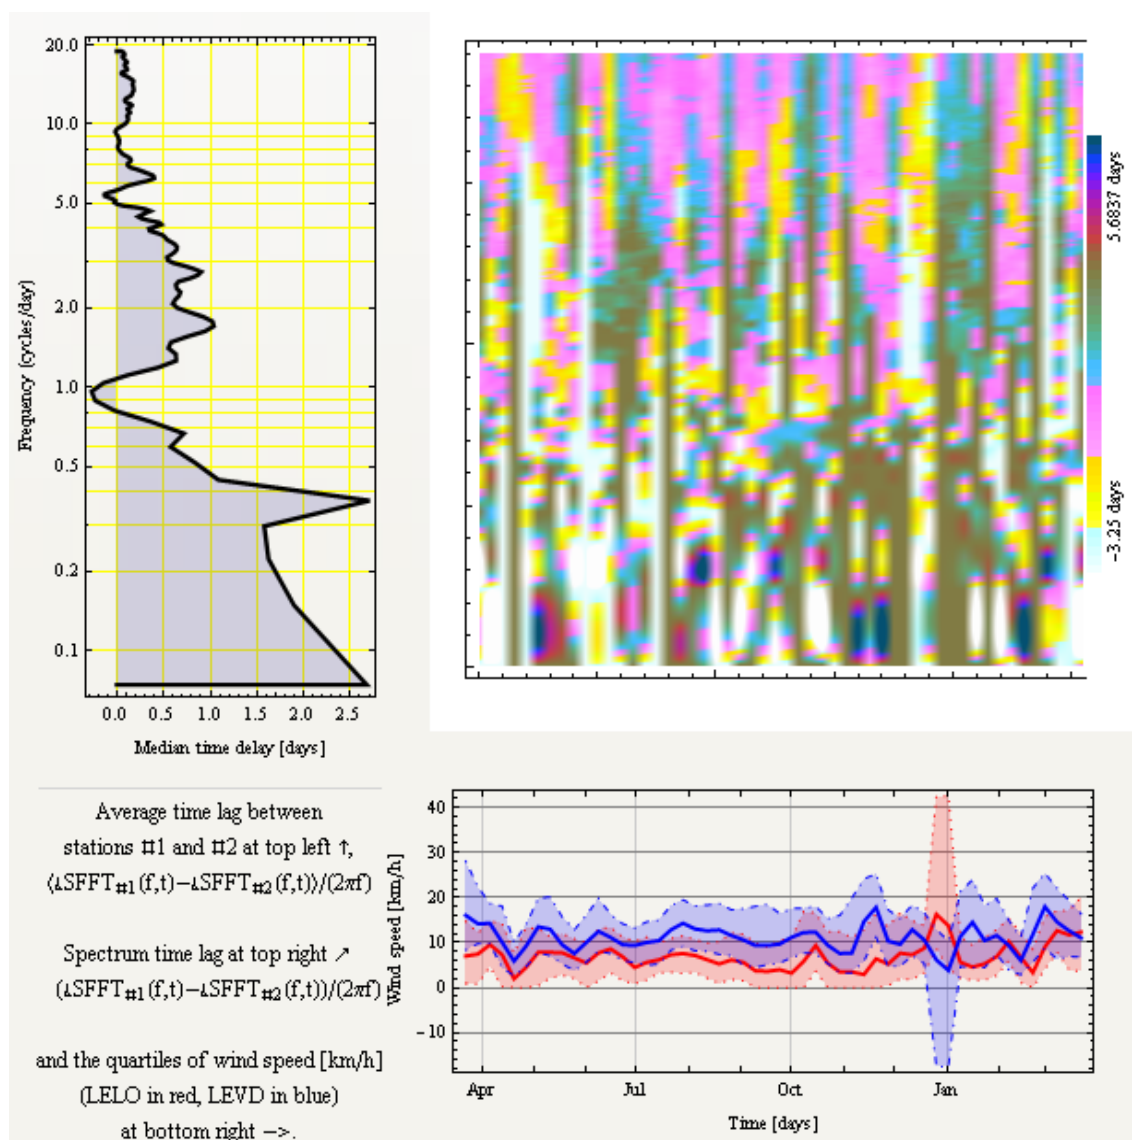 20.0
10.0
5.0
2.0
1.0
0.5
0.2
0.1
Frequency [cycles/day]
0.0 0.5 1.0 1.5 2.0 2.5
Median time delay [days]
5.6837 days
−3.25 days
Average time lag between
stations #1 and #2 at top left ↑,
⟨∡SFFT#1(f,t)−∡SFFT#2(f,t)⟩/(2πf)
Spectrum time lag at top right ↗
(∡SFFT#1(f,t)−∡SFFT#2(f,t))/(2πf)
and the quartiles of wind speed [km/h]
(LELO in red, LEVD in blue)
at bottom right −>.
40
30
20
10
0
−10
Wind speed [km/h]
Apr Jul Oct Jan
Time [days]